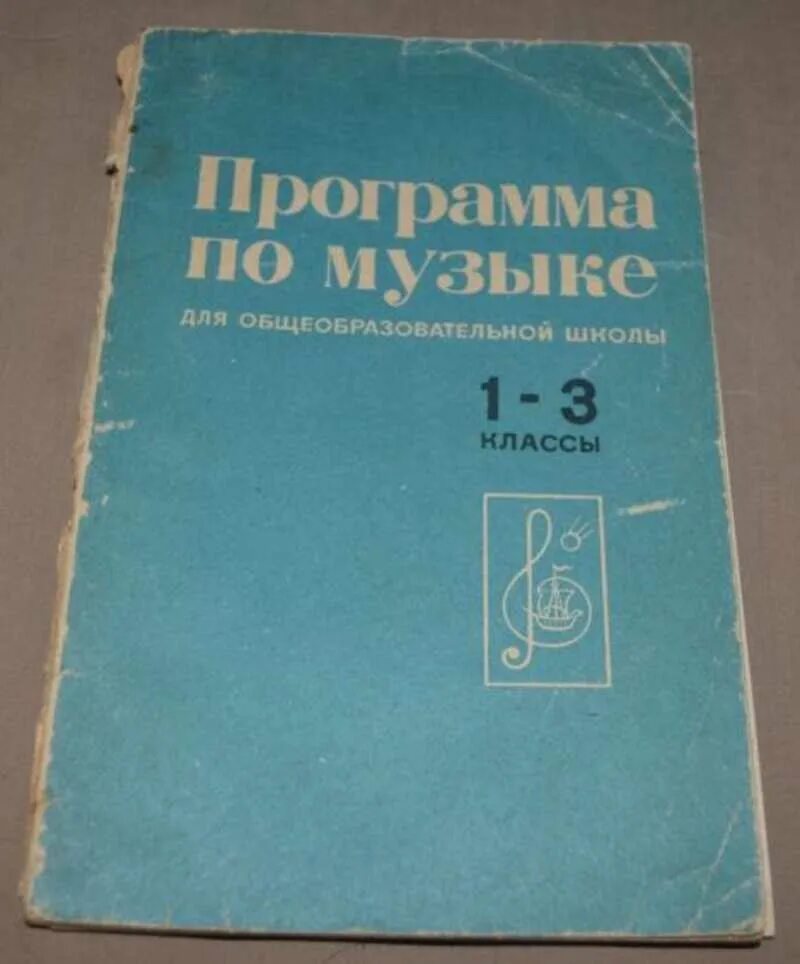 Программа
по музыке
ДЛЯ ОБЩЕОБРАЗОВАТЕЛЬНОЙ ШКОЛЫ
1-3
КЛАССЫ